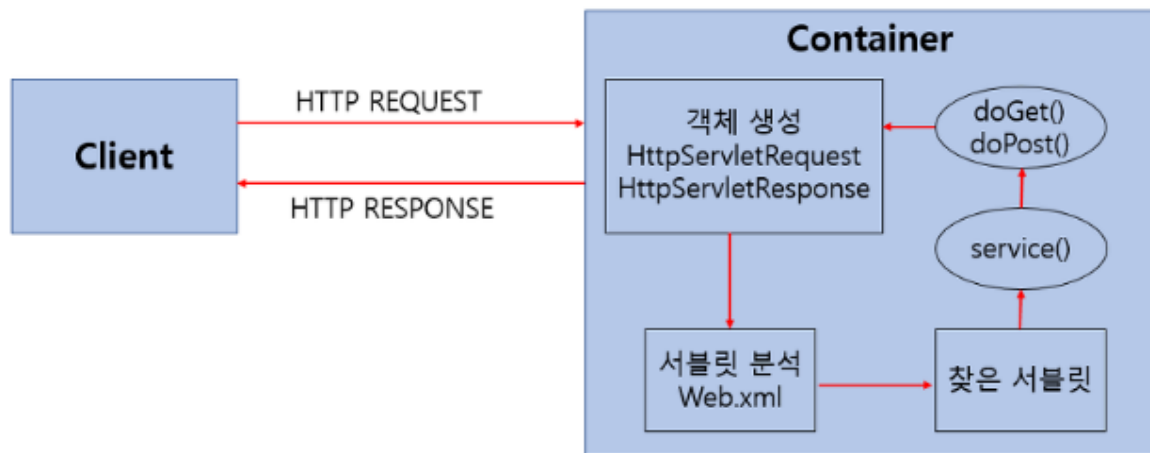 Container
Client
HTTP REQUEST
HTTP RESPONSE
객체 생성
HttpServletRequest
HttpServletResponse
doGet()
doPost()
service()
서블릿 분석
Web.xml
찾은 서블릿